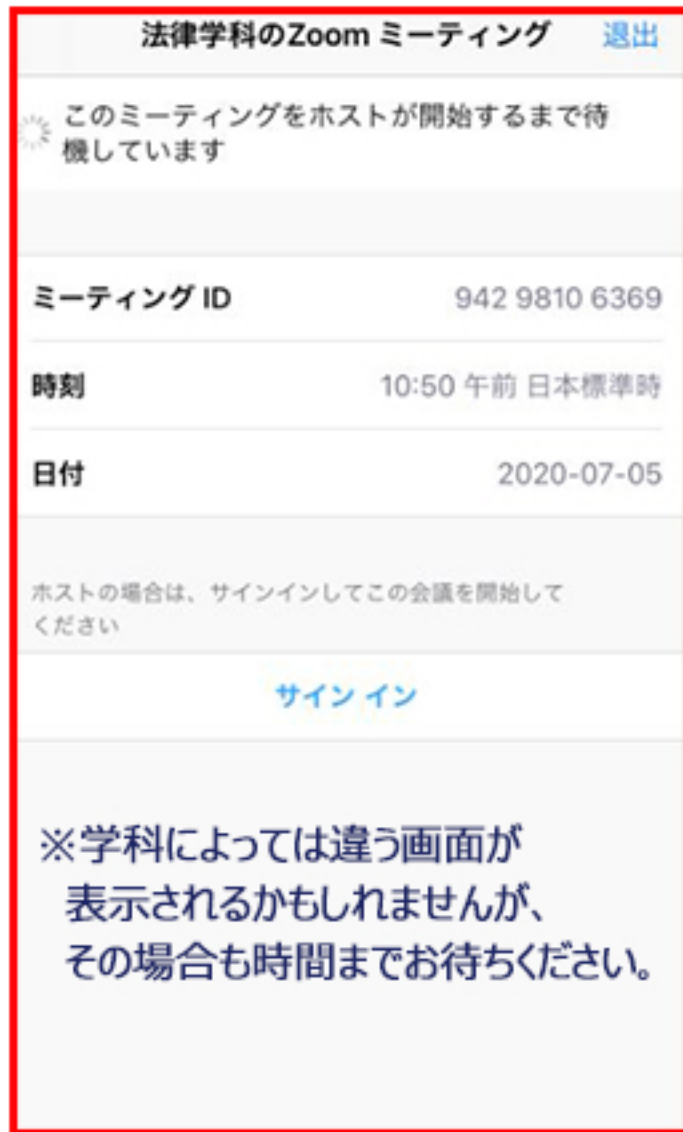 法律学科のZoom ミーティング 退出
このミーティングをホストが開始するまで待
機しています
ミーティング ID 942 9810 6369
時刻 10:50 午前 日本標準時
日付 2020-07-05
ホストの場合は、サインインしてこの会議を開始して
ください
サイン イン
※学科によっては違う画面が
表示されるかもしれませんが、
その場合も時間までお待ちください。